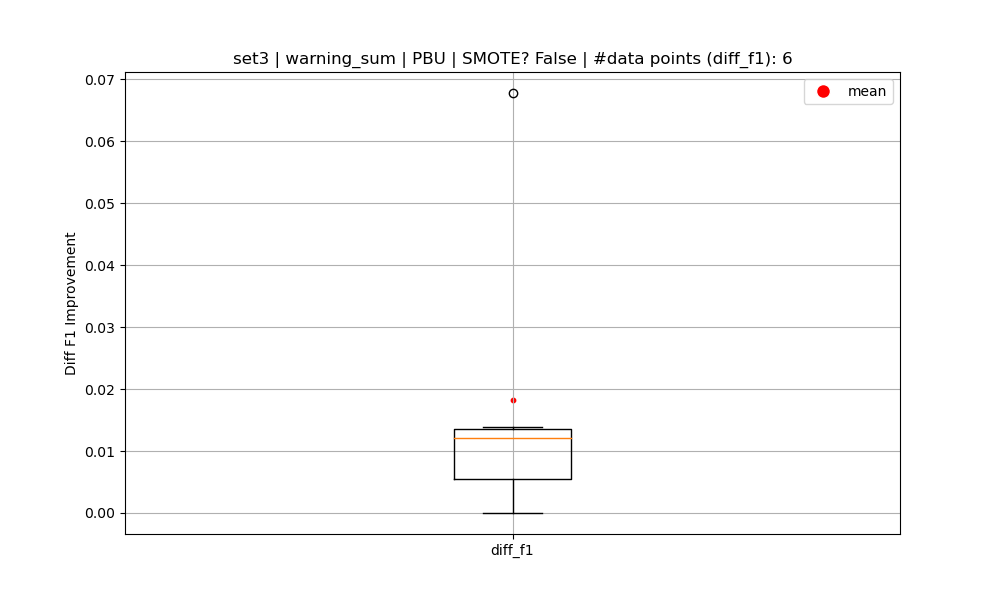 set3 | warning_sum | PBU | SMOTE? False | #data points (diff_f1): 6
mean
0.07
0.06
0.05
0.04
0.03
0.02
0.01
0.00
Diff F1 Improvement
diff_f1